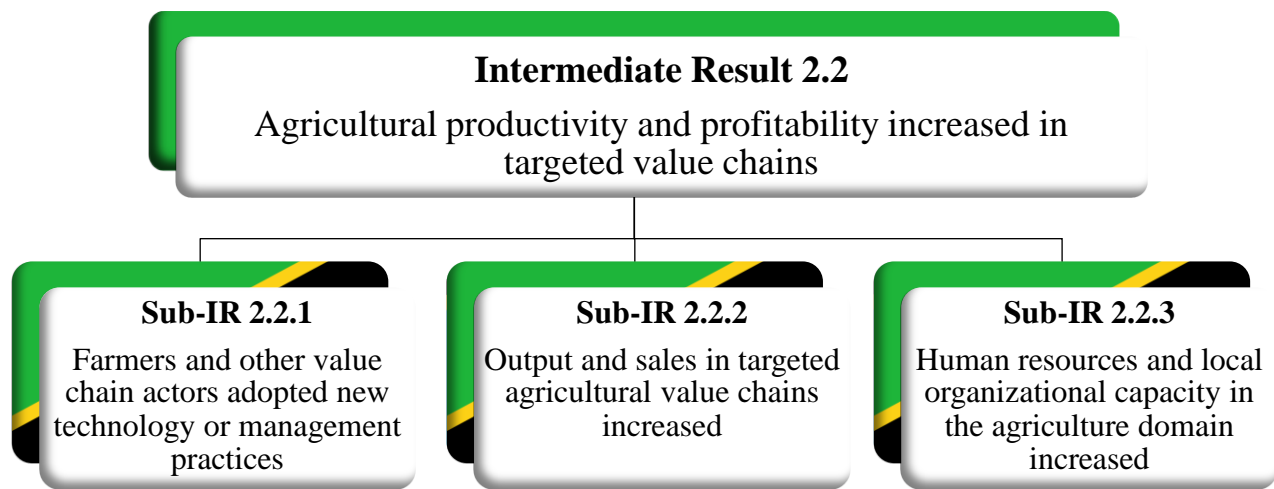 Intermediate Result 2.2
Agricultural productivity and profitability increased in
targeted value chains
Sub-IR 2.2.1
Farmers and other value
chain actors adopted new
technology or management
practices
Sub-IR 2.2.2
Output and sales in targeted
agricultural value chains
increased
Sub-IR 2.2.3
Human resources and local
organizational capacity in
the agriculture domain
increased